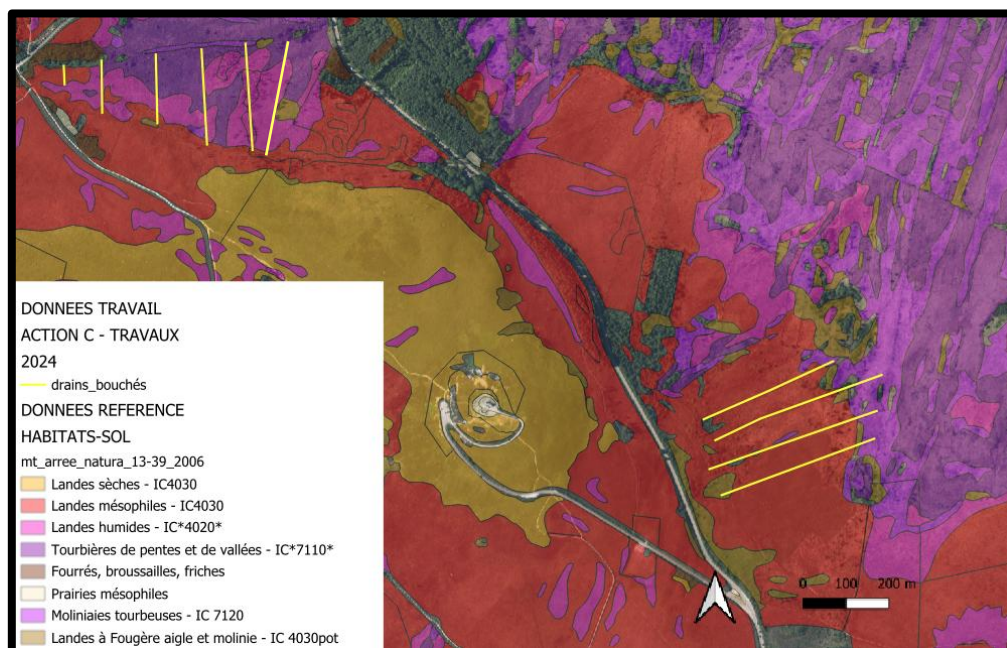 DONNEES TRAVAIL
ACTION C - TRAVAUX
2024
drains_bouchés
DONNEES REFERENCE
HABITATS-SOL
mt_arree_natura_13-39_2006
Landes sèches - IC4030
Landes mésophiles - IC4030
Landes humides - IC*4020*
Tourbières de pentes et de vallées - IC*7110*
Fourrés, broussailles, friches
Prairies mésophiles
Moliniaies tourbeuses - IC 7120
Landes à Fougère aigle et molinie - IC 4030pot
0 100 200 m